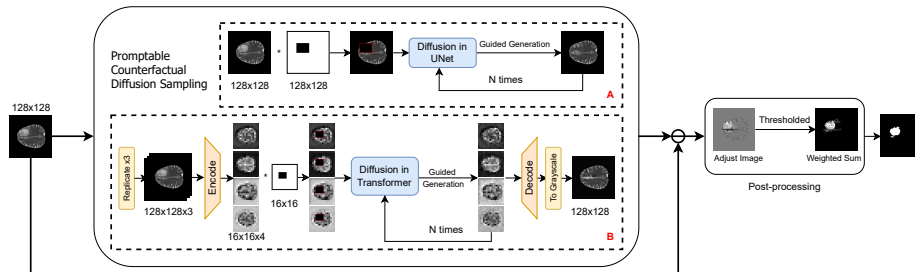 Promptable
Counterfactual
Diffusion Sampling
128x128
*
128x128
Diffusion in
UNet
Guided Generation
N times
A
128x128
Replicate x3
128x128x3
Encode
16x16x4
*
16x16
Diffusion in
Transformer
Guided
Generation
N times
Decode
To Grayscale
128x128
B
Thresholded
Adjust Image
Weighted Sum
Post-processing